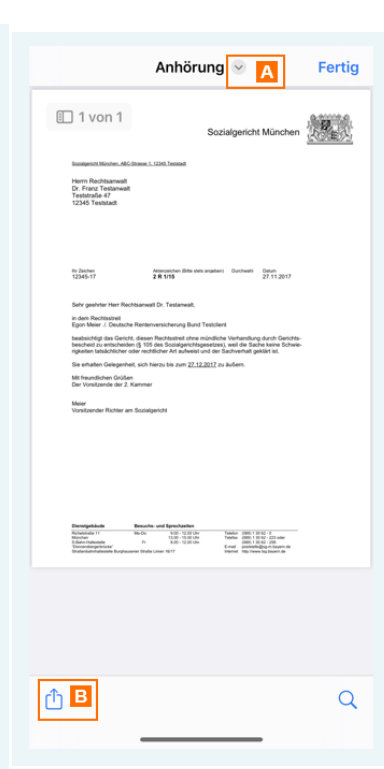 Anhörung
A
Fertig
1 von 1
Sozialgericht München
Sozialgericht München, ABC-Strasse 1, 12345 Teststadt
Herrn Rechtsanwalt
Dr. Franz Testanwalt
Teststraße 47
12345 Teststadt
Ihr Zeichen Aktenzeichen (Bitte stets angeben) Durchwahl Datum
12345-17 2 R 1/15 27.11.2017
Sehr geehrter Herr Rechtsanwalt Dr. Testanwalt,
in dem Rechtsstreit
Egon Meier ./. Deutsche Rentenversicherung Bund Testclient
beabsichtigt das Gericht, diesen Rechtsstreit ohne mündliche Verhandlung durch Gerichts-
bescheid zu entscheiden (§ 105 des Sozialgerichtsgesetzes), weil die Sache keine Schwie-
rigkeiten tatsächlicher oder rechtlicher Art aufweist und der Sachverhalt geklärt ist.
Sie erhalten Gelegenheit, sich hierzu bis zum 27.12.2017 zu äußern.
Mit freundlichen Grüßen
Der Vorsitzende der 2. Kammer
Meier
Vorsitzender Richter am Sozialgericht
Dienstgebäude Besuchs- und Sprechzeiten
München
B